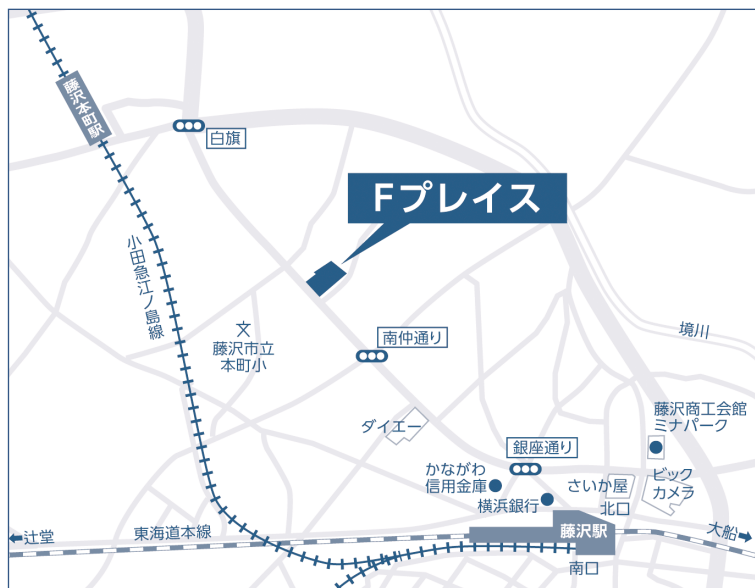 藤沢本町駅
白旗
Fプレイス
小田急江ノ島線
文
藤沢市立
本町小
南仲通り
境川
ダイエー
藤沢商工会館
ミナパーク
銀座通り
かながわ
信用金庫
さいか屋
ビック
カメラ
横浜銀行
北口
辻堂
東海道本線
藤沢駅
大船
南口